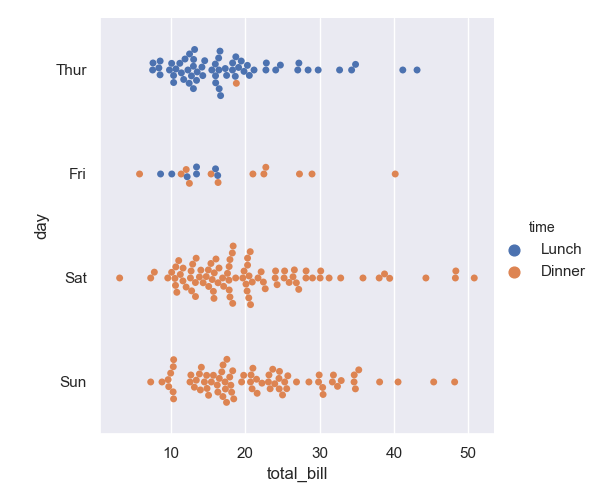 Thur
Fri
Sat
Sun
day
10 20 30 40 50
total_bill
time
Lunch
Dinner